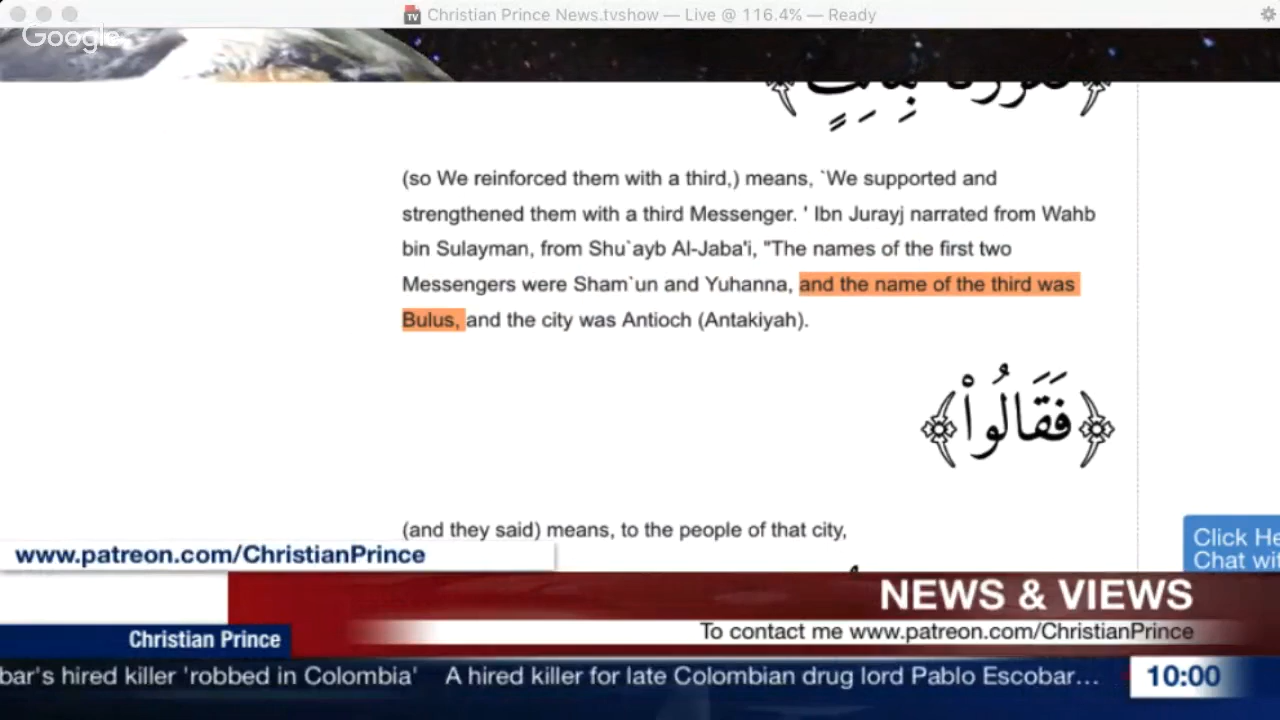 Christian Prince News.tvshow — Live @ 116.4% — Ready
Google
(so We reinforced them with a third,) means, `We supported and
strengthened them with a third Messenger. ' Ibn Jurayj narrated from Wahb
bin Sulayman, from Shu`ayb Al-Jaba'i, "The names of the first two
Messengers were Sham`un and Yuhanna, and the name of the third was
Bulus, and the city was Antioch (Antakiyah).
﴿فَقَالُواْ﴾
(and they said) means, to the people of that city,
www.patreon.com/ChristianPrince
Click He
Chat wit
NEWS & VIEWS
To contact me www.patreon.com/ChristianPrince
Christian Prince
bar's hired killer 'robbed in Colombia' A hired killer for late Colombian drug lord Pablo Escobar...
10:00